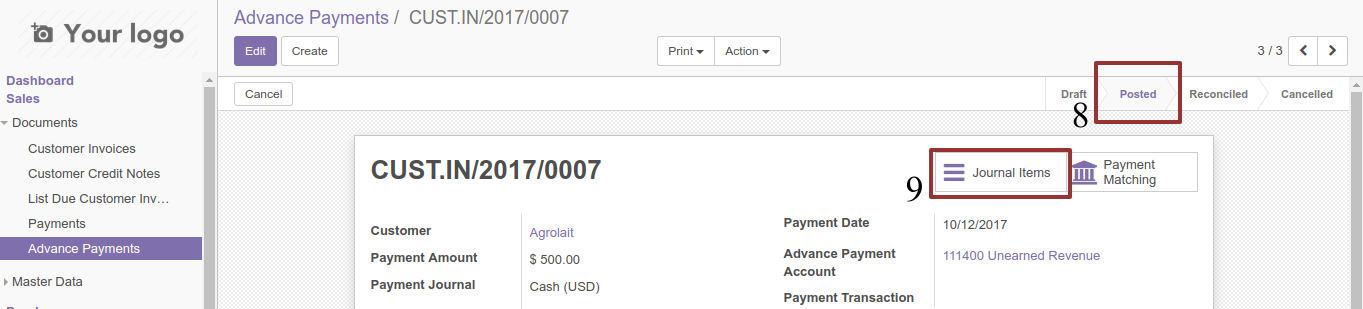 Your logo
Dashboard
Sales
Documents
Customer Invoices
Customer Credit Notes
List Due Customer Inv…
Payments
Advance Payments
Master Data
Advance Payments / CUST.IN/2017/0007
Edit Create
Print Action
3 / 3
Cancel
Draft Posted Reconciled Cancelled
8
CUST.IN/2017/0007
9
Journal Items
Payment
Matching
Customer Agrolait
Payment Amount $ 500.00
Payment Journal Cash (USD)
Payment Date 10/12/2017
Advance Payment 111400 Unearned Revenue
Account
Payment Transaction